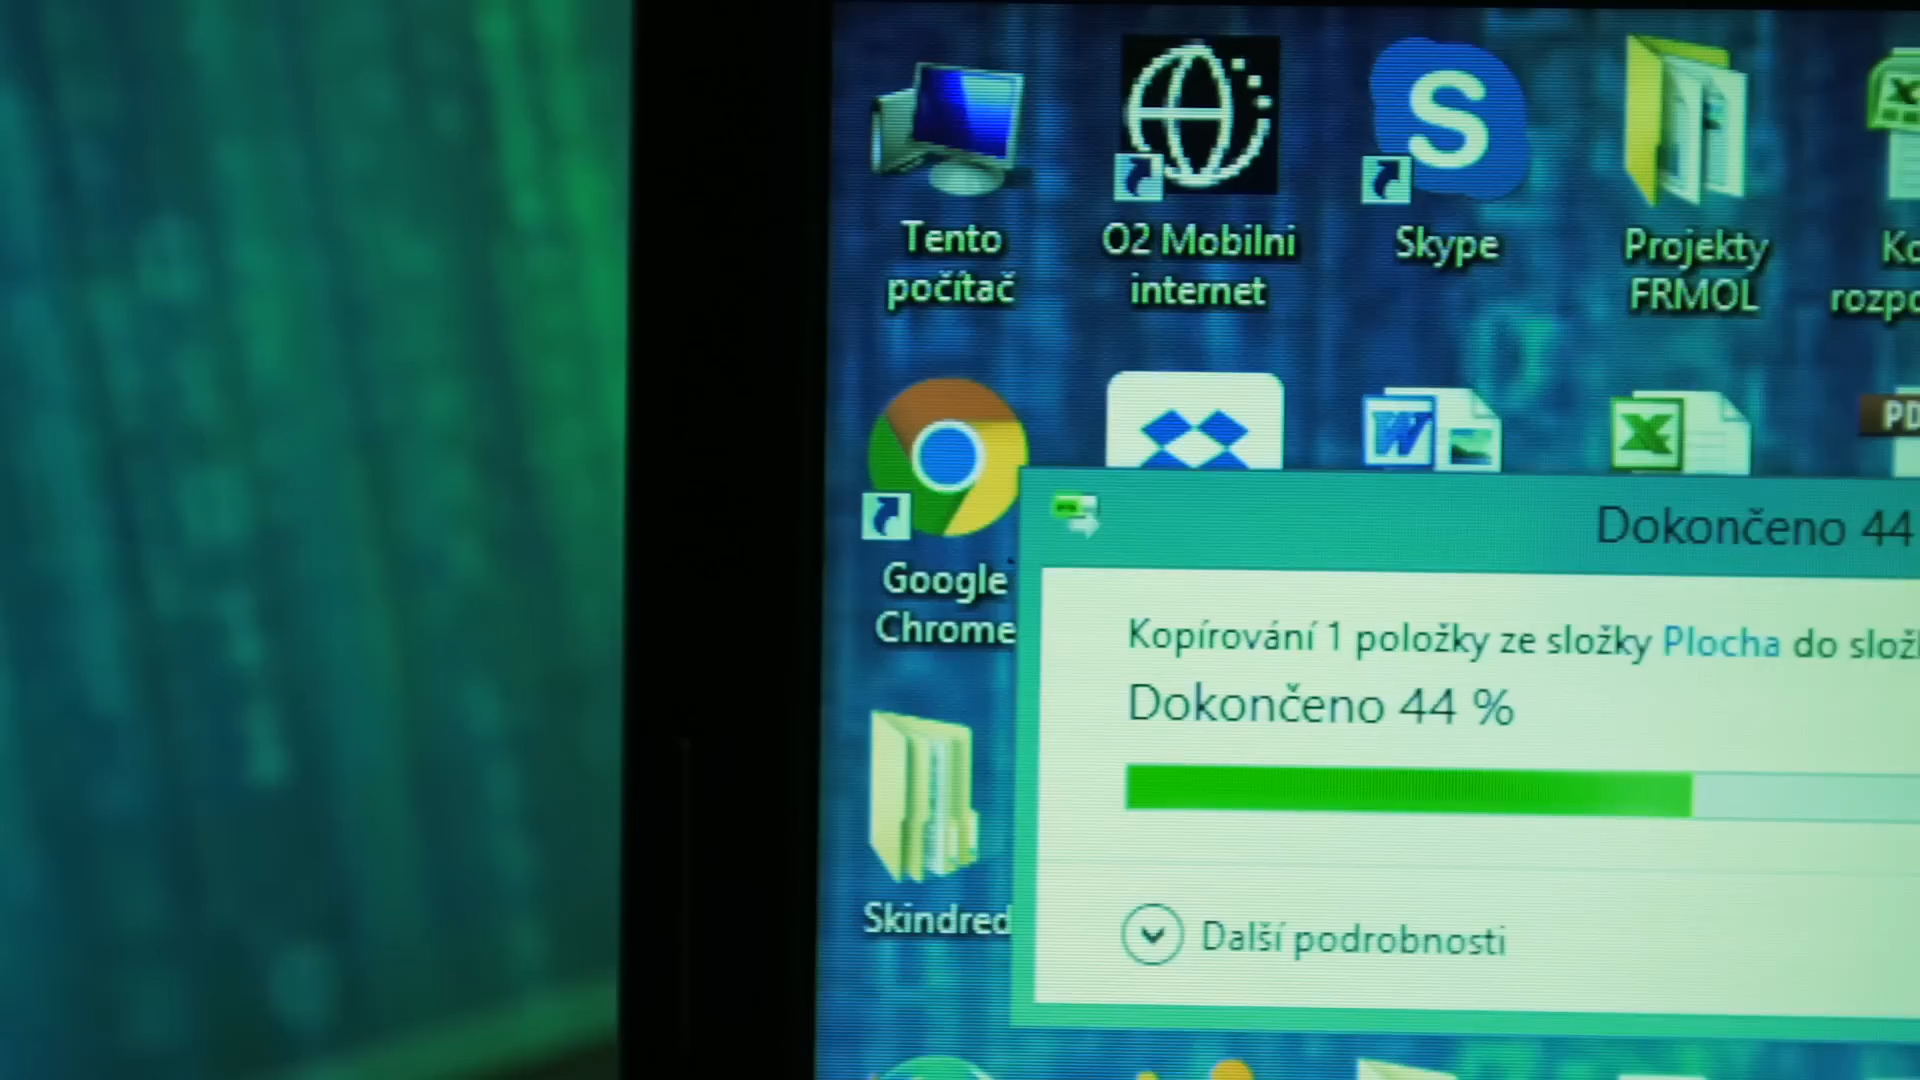 Tento
počítač
O2 Mobilni
internet
Skype
Projekty
FRMOL
Google
Chrome
Skindred
Dokončeno 44
Kopírování 1 položky ze složky Plocha do
Dokončeno 44 %
Další podrobnosti